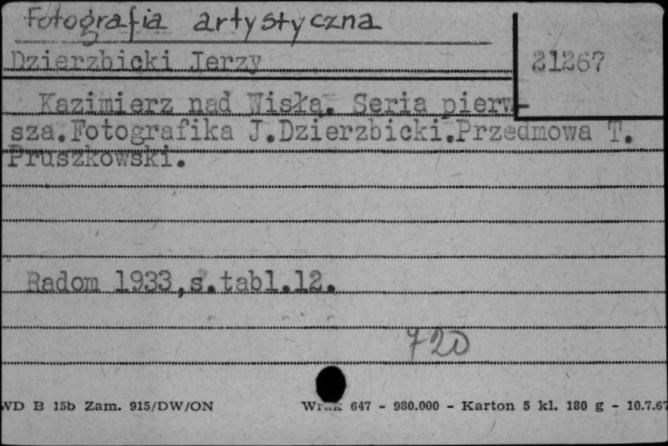 Fotografia artystyczna
Dzierzbicki Jerzy
21267
Kazimierz nad Wisłą. Seria pierw-
sza.Fotografika J.Dzierzbicki.Przedmowa T.
Pruszkowski.
Radom 1933,s.tabl.12.
720
WD B 15b Zam. 915/DW/ON
647 - 980.000 - Karton 5 kl. 180 g - 10.7.67